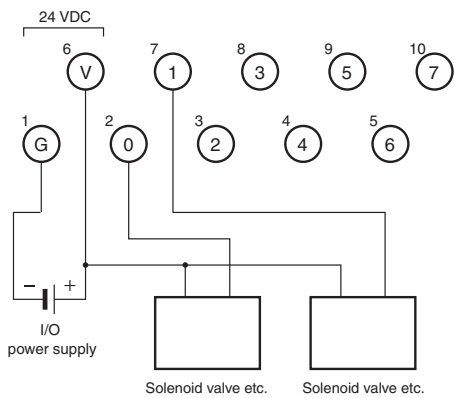 24 VDC
6 7 8 9 10
V 1 3 5 7
1 2 3 4 5
G 0 2 4 6
− +
I/O
power supply
Solenoid valve etc. Solenoid valve etc.